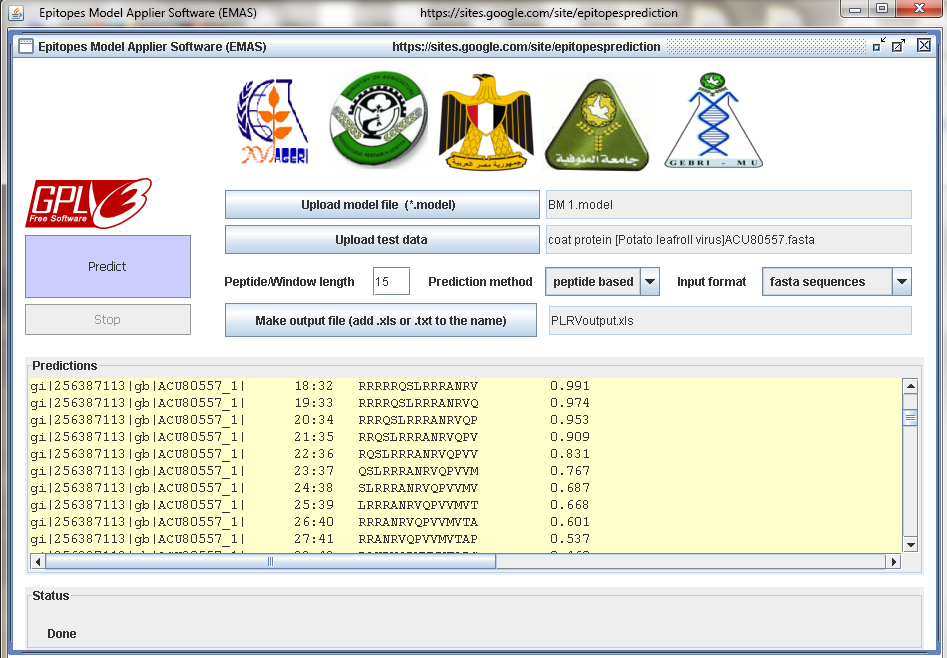 Epitopes Model Applier Software (EMAS) https://sites.google.com/site/epitopesprediction
Epitopes Model Applier Software (EMAS) https://sites.google.com/site/epitopesprediction
AGERI
جمهورية مصر العربية
جامعة المنوفية
GEBRI - MU
GPLV3
Free Software
Upload model file (*.model) BM 1.model
Upload test data coat protein [Potato leafroll virus]ACU80557.fasta
Predict
Peptide/Window length 15 Prediction method peptide based Input format fasta sequences
Stop
Make output file (add .xls or .txt to the name) PLRVoutput.xls
Predictions
gi|256387113|gb|ACU80557_1| 18:32 RRRRRQSLRRRANRV 0.991
gi|256387113|gb|ACU80557_1| 19:33 RRRRQSLRRRANRVQ 0.974
gi|256387113|gb|ACU80557_1| 20:34 RRRQSLRRRANRVQP 0.953
gi|256387113|gb|ACU80557_1| 21:35 RRQSLRRRANRVQPV 0.909
gi|256387113|gb|ACU80557_1| 22:36 RQSLRRRANRVQPVV 0.831
gi|256387113|gb|ACU80557_1| 23:37 QSLRRRANRVQPVVM 0.767
gi|256387113|gb|ACU80557_1| 24:38 SLRRRANRVQPVVMV 0.687
gi|256387113|gb|ACU80557_1| 25:39 LRRRANRVQPVVMVT 0.668
gi|256387113|gb|ACU80557_1| 26:40 RRRANRVQPVVMVTA 0.601
gi|256387113|gb|ACU80557_1| 27:41 RRANRVQPVVMVTAP 0.537
Status
Done